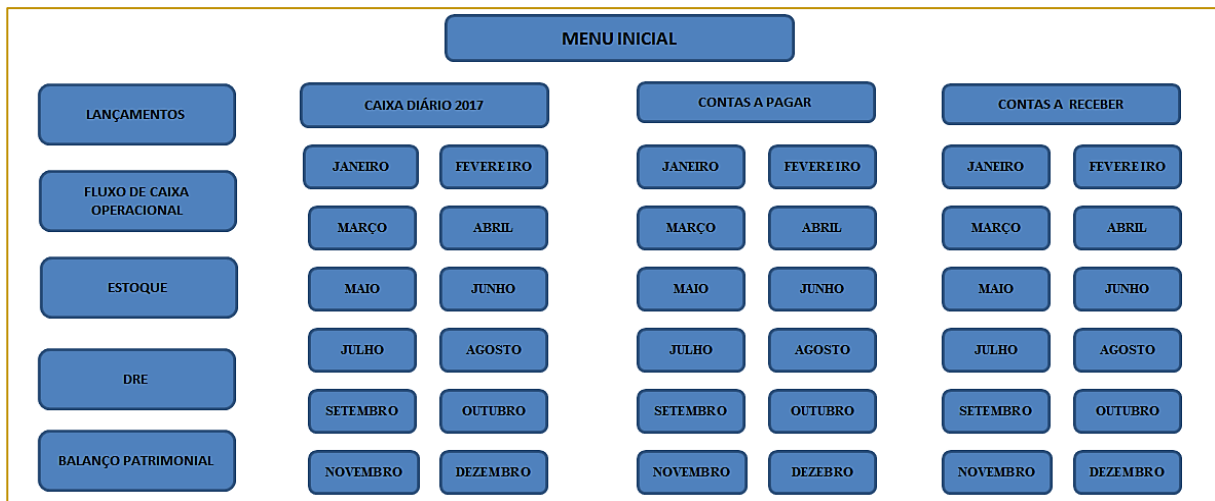 MENU INICIAL
LANÇAMENTOS
FLUXO DE CAIXA
OPERACIONAL
ESTOQUE
DRE
BALANÇO PATRIMONIAL
CAIXA DIÁRIO 2017
JANEIRO
FEVEREIRO
MARÇO
ABRIL
MAIO
JUNHO
JULHO
AGOSTO
SETEMBRO
OUTUBRO
NOVEMBRO
DEZEMBRO
CONTAS A PAGAR
JANEIRO
FEVEREIRO
MARÇO
ABRIL
MAIO
JUNHO
JULHO
AGOSTO
SETEMBRO
OUTUBRO
NOVEMBRO
DEZEBRO
CONTAS A RECEBER
JANEIRO
FEVEREIRO
MARÇO
ABRIL
MAIO
JUNHO
JULHO
AGOSTO
SETEMBRO
OUTUBRO
NOVEMBRO
DEZEMBRO